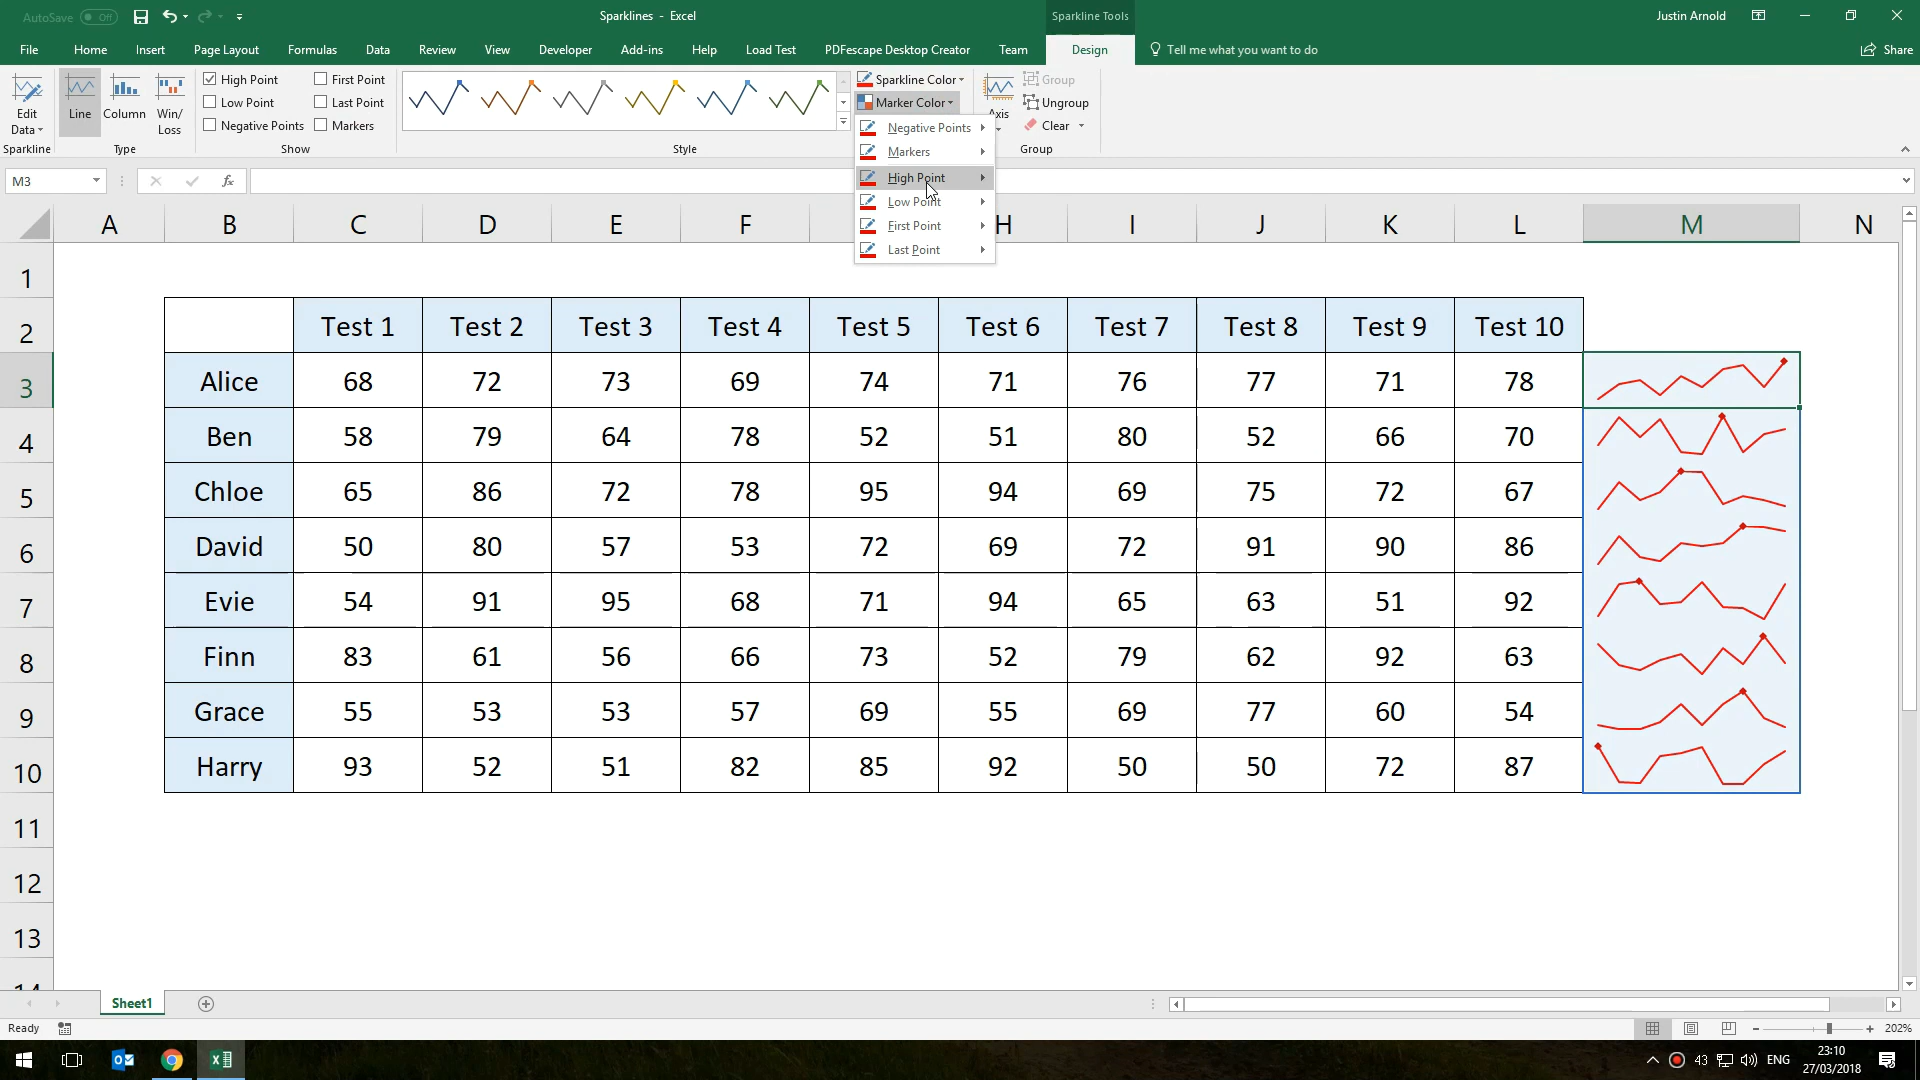 AutoSave Off Sparklines - Excel Sparkline Tools Justin Arnold
File Home Insert Page Layout Formulas Data Review View Developer Add-ins Help Load Test PDFescape Desktop Creator Team Design Tell me what you want to do Share
Edit Data
Line
Column
Win/ Loss
High Point First Point
Low Point Last Point
Negative Points Markers
Sparkline Color
Marker Color
Axis
Group
Ungroup
Clear
Sparkline Type Show Style Group
Negative Points
Markers
High Point
Low Point
First Point
Last Point
M3 fx
A B C D E F H I J K L M N
1
2 Test 1 Test 2 Test 3 Test 4 Test 5 Test 6 Test 7 Test 8 Test 9 Test 10
3 Alice 68 72 73 69 74 71 76 77 71 78
4 Ben 58 79 64 78 52 51 80 52 66 70
5 Chloe 65 86 72 78 95 94 69 75 72 67
6 David 50 80 57 53 72 69 72 91 90 86
7 Evie 54 91 95 68 71 94 65 63 51 92
8 Finn 83 61 56 66 73 52 79 62 92 63
9 Grace 55 53 53 57 69 55 69 77 60 54
10 Harry 93 52 51 82 85 92 50 50 72 87
11
12
13
14
Sheet1
Ready 202%
43 ENG 23:10
27/03/2018